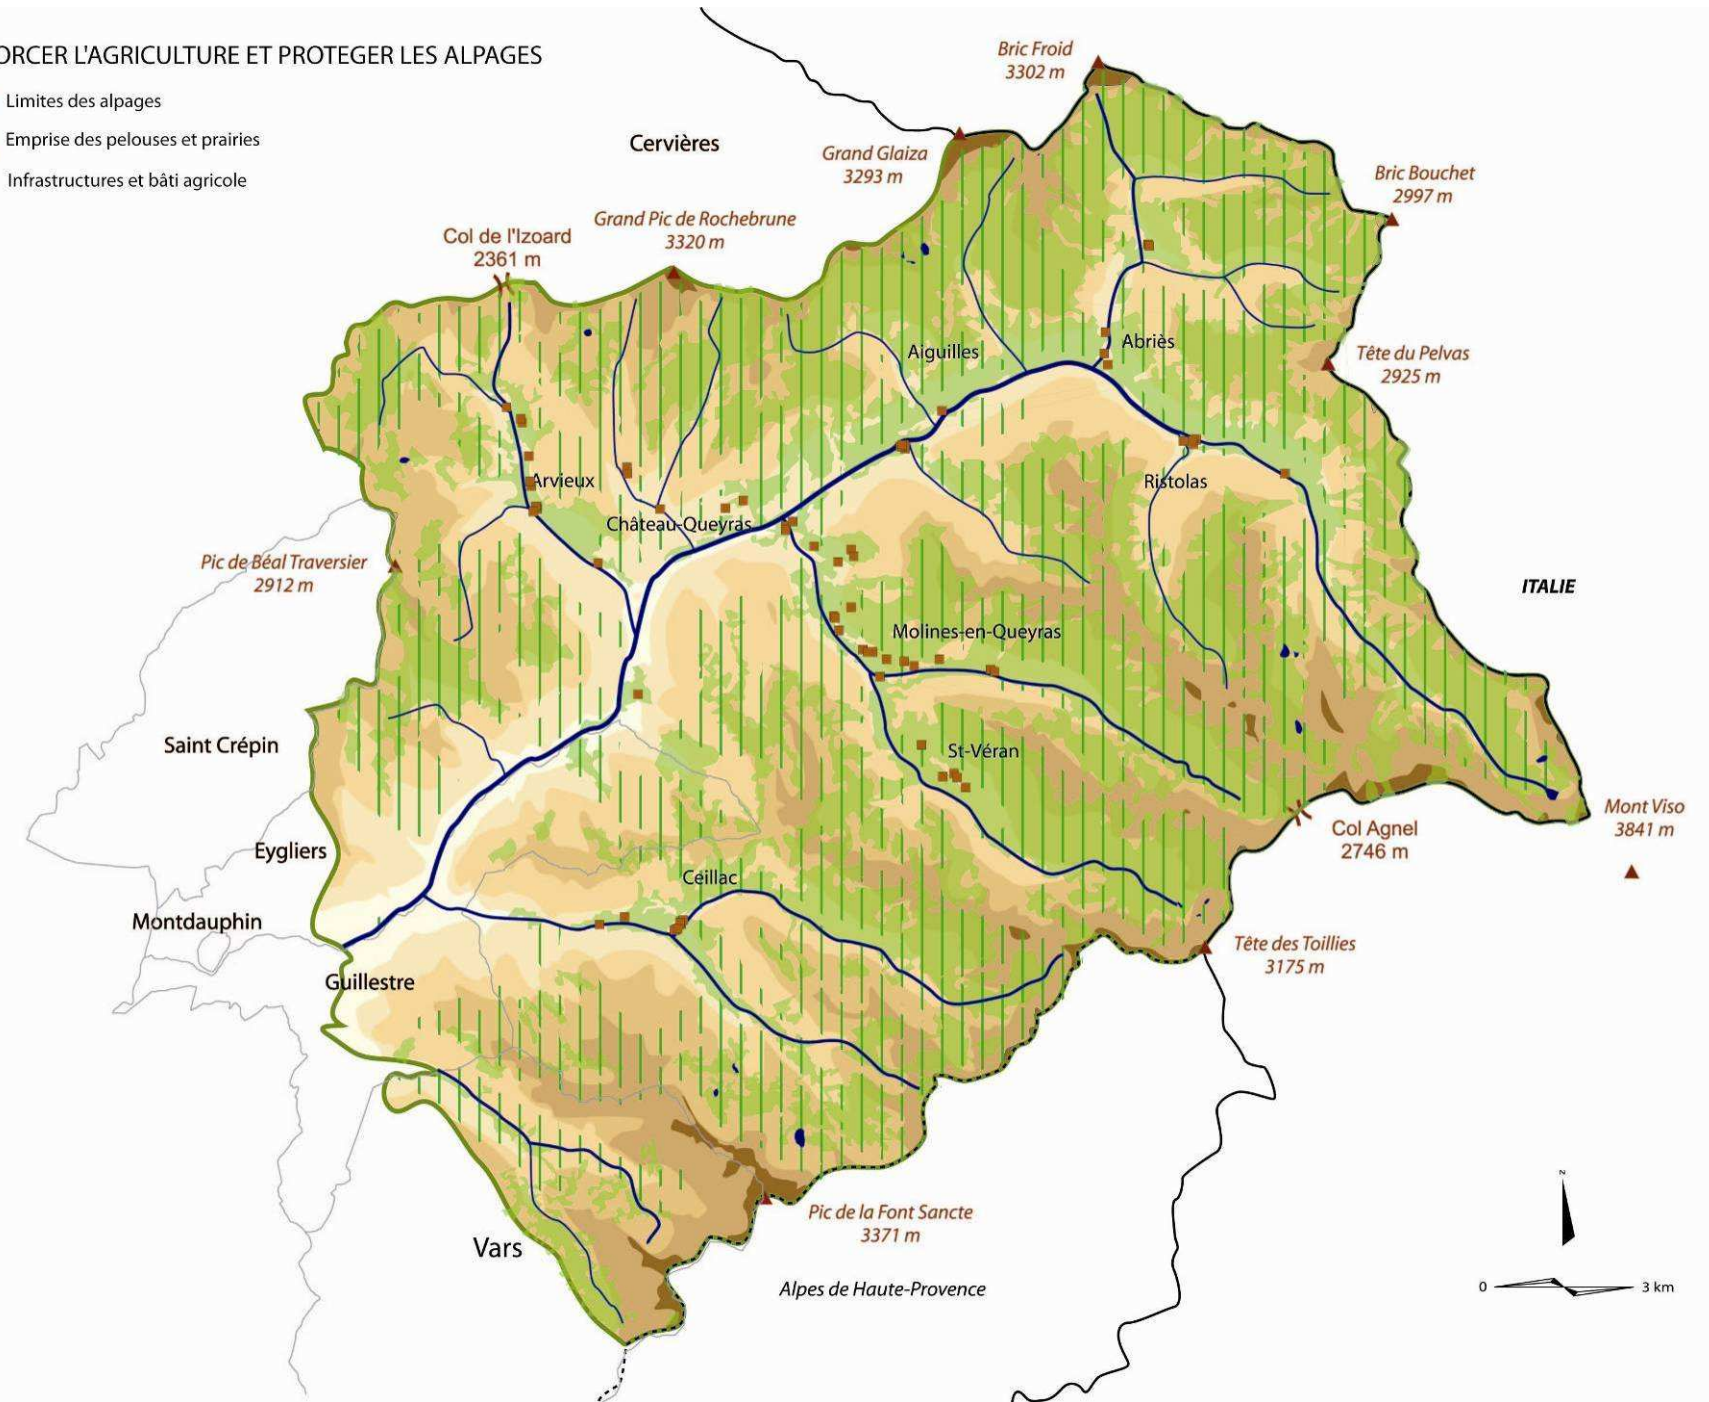 ORCER L'AGRICULTURE ET PROTEGER LES ALPAGES
Limites des alpages
Emprise des pelouses et prairies
Infrastructures et bâti agricole
Bric Froid
3302 m
Cervières
Grand Glaiza
3293 m
Bric Bouchet
2997 m
Grand Pic de Rochebrune
3320 m
Col de l'Izoard
2361 m
Aiguilles
Abriès
Tête du Pelvas
2925 m
Arvieux
Ristolas
Château-Queyras
Pic de Béal Traversier
2912 m
ITALIE
Molines-en-Queyras
Saint Crépin
St-Véran
Mont Viso
3841 m
Col Agnel
2746 m
Eygliers
Ceillac
Montdauphin
Tête des Toillies
3175 m
Guillestre
Pic de la Font Sancte
3371 m
Vars
Alpes de Haute-Provence
N
0 3 km